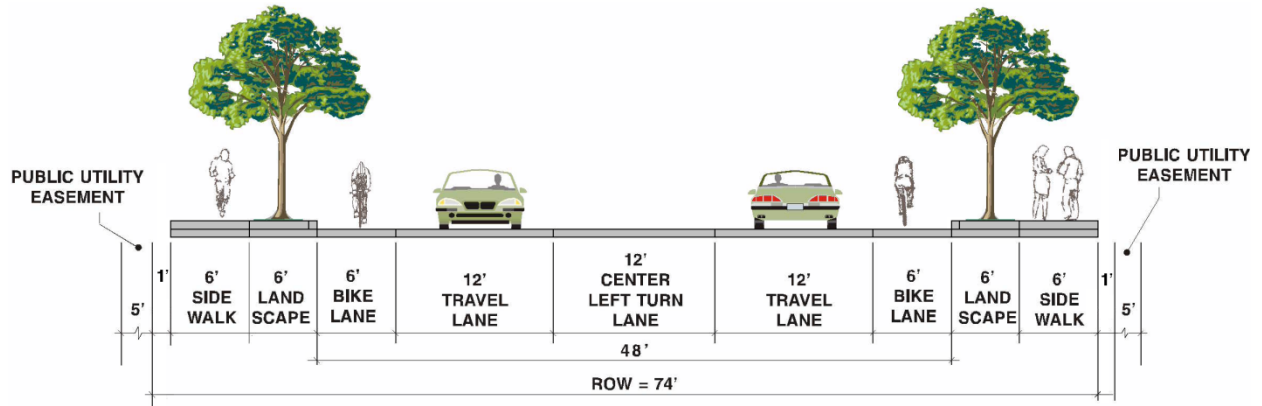 PUBLIC UTILITY
EASEMENT
PUBLIC UTILITY
EASEMENT
5'
1'
6'
SIDE
WALK
6'
LAND
SCAPE
6'
BIKE
LANE
12'
TRAVEL
LANE
12'
CENTER
LEFT TURN
LANE
12'
TRAVEL
LANE
6'
BIKE
LANE
6'
LAND
SCAPE
6'
SIDE
WALK
1'
5'
48'
ROW = 74'